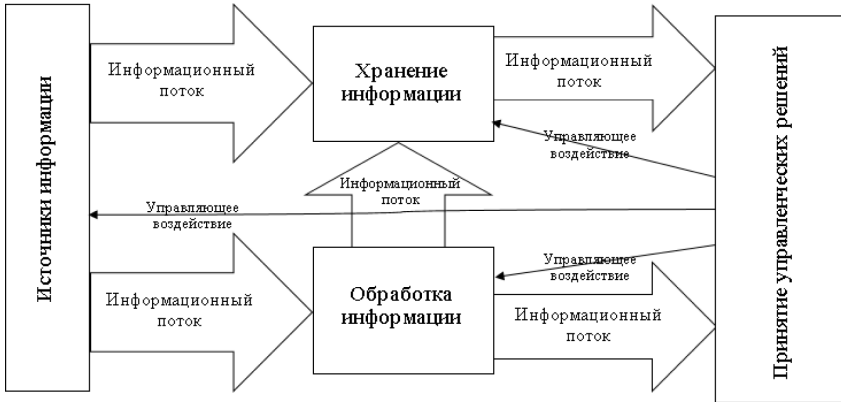 Источники информации
Информационный
поток
Хранение
информации
Информационный
поток
Управляющее
воздействие
Информационный
поток
Управляющее
воздействие
Управляющее
воздействие
Информационный
поток
Обработка
информации
Информационный
поток
Принятие управленческих решений